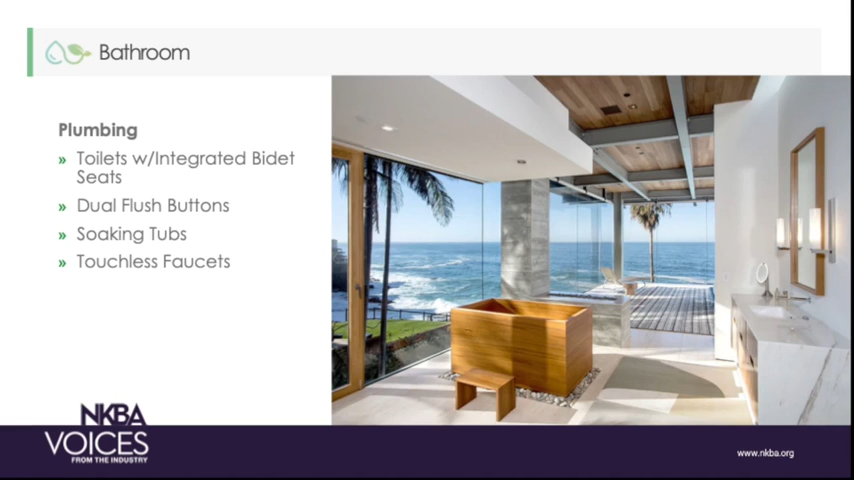 Bathroom
Plumbing
» Toilets w/Integrated Bidet
Seats
» Dual Flush Buttons
» Soaking Tubs
» Touchless Faucets
NKBA
VOICES
FROM THE INDUSTRY
www.nkba.org